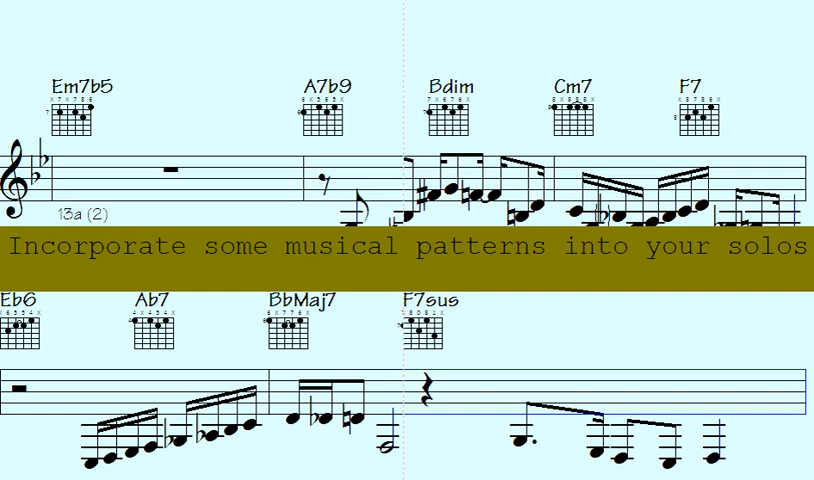 Em7b5 A7b9 Bdim Cm7 F7
13a (2)
Incorporate some musical patterns into your solos
Eb6 Ab7 BbMaj7 F7sus